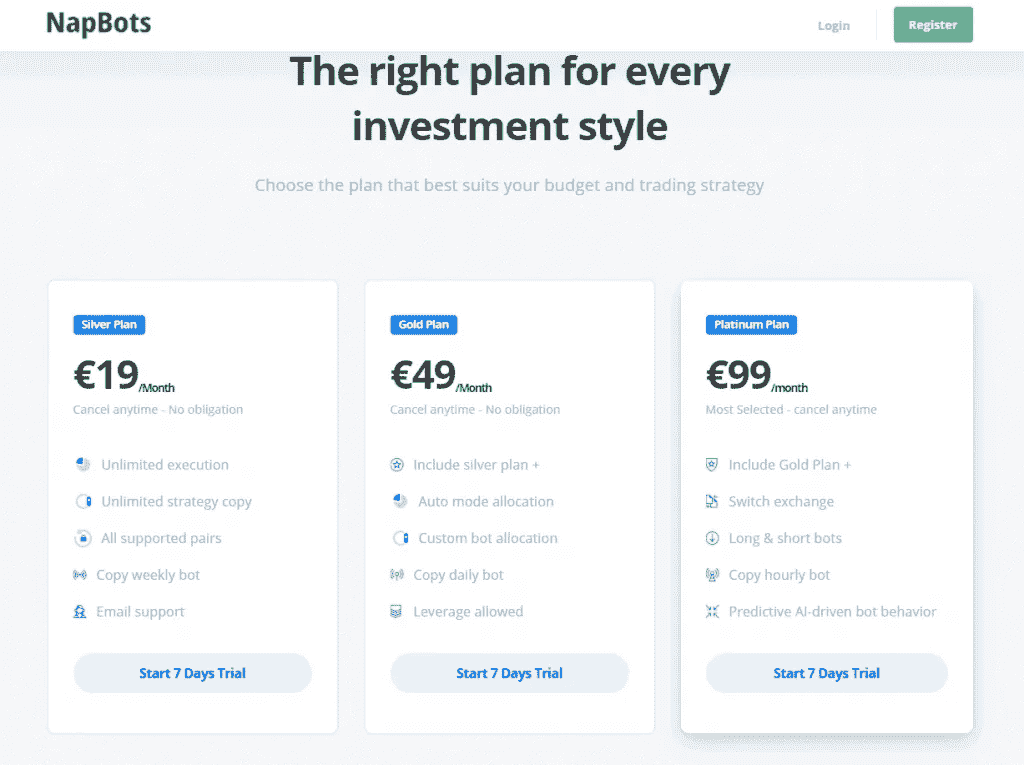 NapBots
Login
Register
The right plan for every
investment style
Choose the plan that best suits your budget and trading strategy
Silver Plan
€19/Month
Cancel anytime - No obligation
Unlimited execution
Unlimited strategy copy
All supported pairs
Copy weekly bot
Email support
Start 7 Days Trial
Gold Plan
€49/Month
Cancel anytime - No obligation
Include silver plan +
Auto mode allocation
Custom bot allocation
Copy daily bot
Leverage allowed
Start 7 Days Trial
Platinum Plan
€99/month
Most Selected - cancel anytime
Include Gold Plan +
Switch exchange
Long & short bots
Copy hourly bot
Predictive AI-driven bot behavior
Start 7 Days Trial